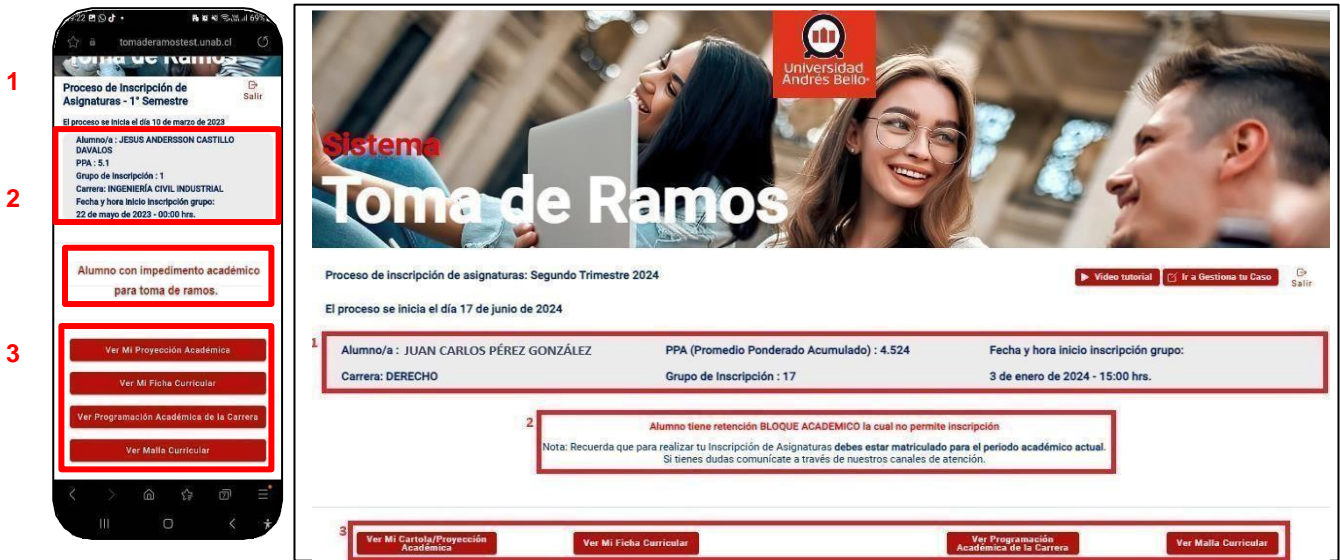 1
2
3
9:22
69%
tomaderamostest.unab.cl
Toma de Ramos
Proceso de Inscripción de
Asignaturas - 1° Semestre
Salir
El proceso se inicia el día 10 de marzo de 2023
Alumno/a : JESUS ANDERSSON CASTILLO
DAVALOS
PPA : 5.1
Grupo de Inscripción : 1
Carrera: INGENIERÍA CIVIL INDUSTRIAL
Fecha y hora inicio inscripción grupo:
22 de mayo de 2023 - 00:00 hrs.
Alumno con impedimento académico
para toma de ramos.
Ver Mi Proyección Académica
Ver Mi Ficha Curricular
Ver Programación Académica de la Carrera
Ver Malla Curricular
Universidad
Andrés Bello
Sistema
Toma de Ramos
Proceso de inscripción de asignaturas: Segundo Trimestre 2024
Video tutorial Ir a Gestiona tu Caso Salir
El proceso se inicia el día 17 de junio de 2024
1
Alumno/a : JUAN CARLOS PÉREZ GONZÁLEZ PPA (Promedio Ponderado Acumulado) : 4.524 Fecha y hora inicio inscripción grupo:
Carrera: DERECHO Grupo de Inscripción : 17 3 de enero de 2024 - 15:00 hrs.
2
Alumno tiene retención BLOQUE ACADEMICO la cual no permite inscripción
Nota: Recuerda que para realizar tu Inscripción de Asignaturas debes estar matriculado para el periodo académico actual.
Si tienes dudas comunícate a través de nuestros canales de atención.
3
Ver Mi Cartola/Proyección
Académica
Ver Mi Ficha Curricular
Ver Programación
Académica de la Carrera
Ver Malla Curricular